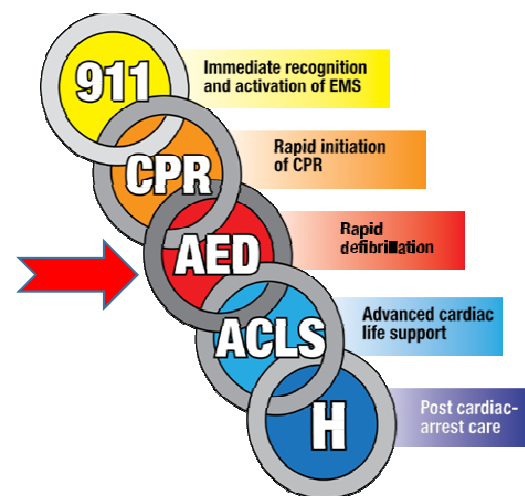 911
Immediate recognition
and activation of EMS
CPR
Rapid initiation
of CPR
AED
Rapid
defibrillation
ACLS
Advanced cardiac
life support
H
Post cardiac-
arrest care